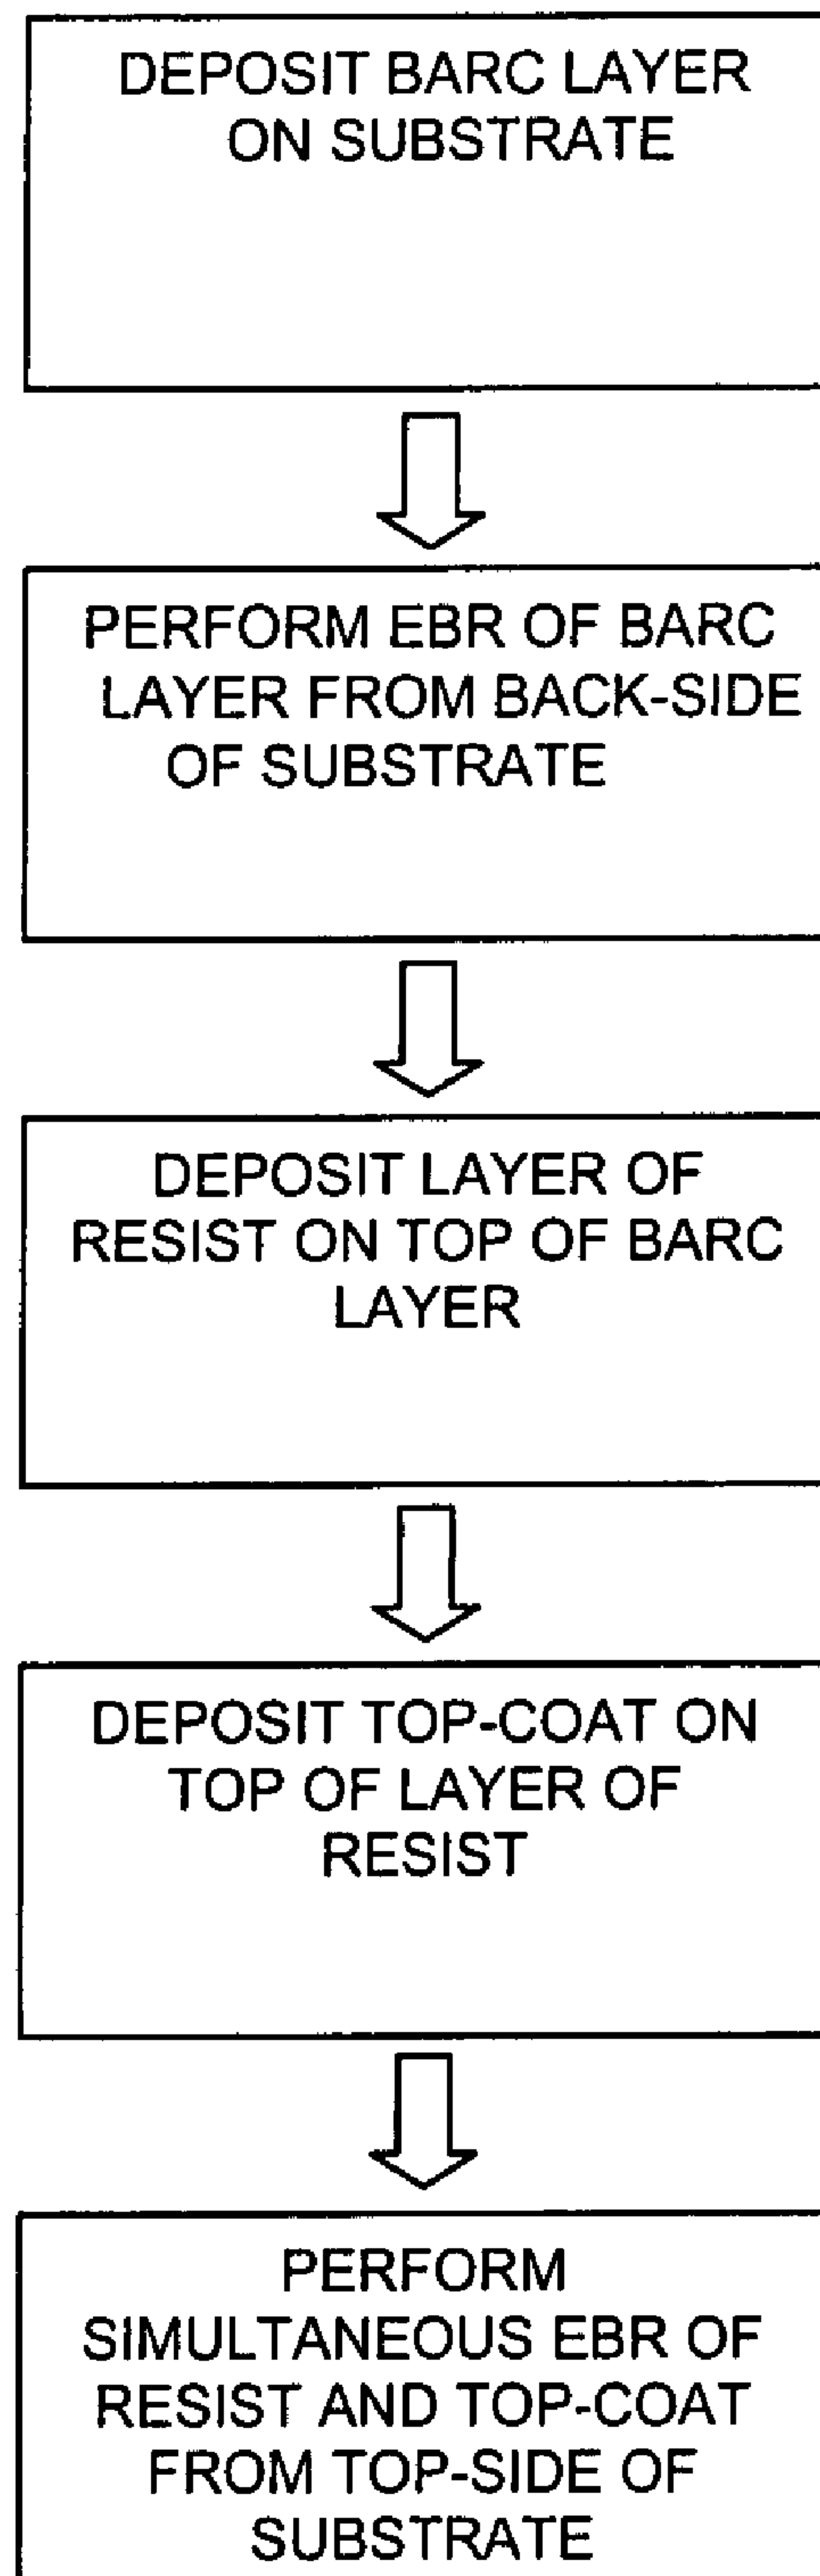 DEPOSIT BARC LAYER
ON SUBSTRATE
PERFORM EBR OF BARC
LAYER FROM BACK-SIDE
OF SUBSTRATE
DEPOSIT LAYER OF
RESIST ON TOP OF BARC
LAYER
DEPOSIT TOP-COAT ON
TOP OF LAYER OF
RESIST
PERFORM
SIMULTANEOUS EBR OF
RESIST AND TOP-COAT
FROM TOP-SIDE OF
SUBSTRATE